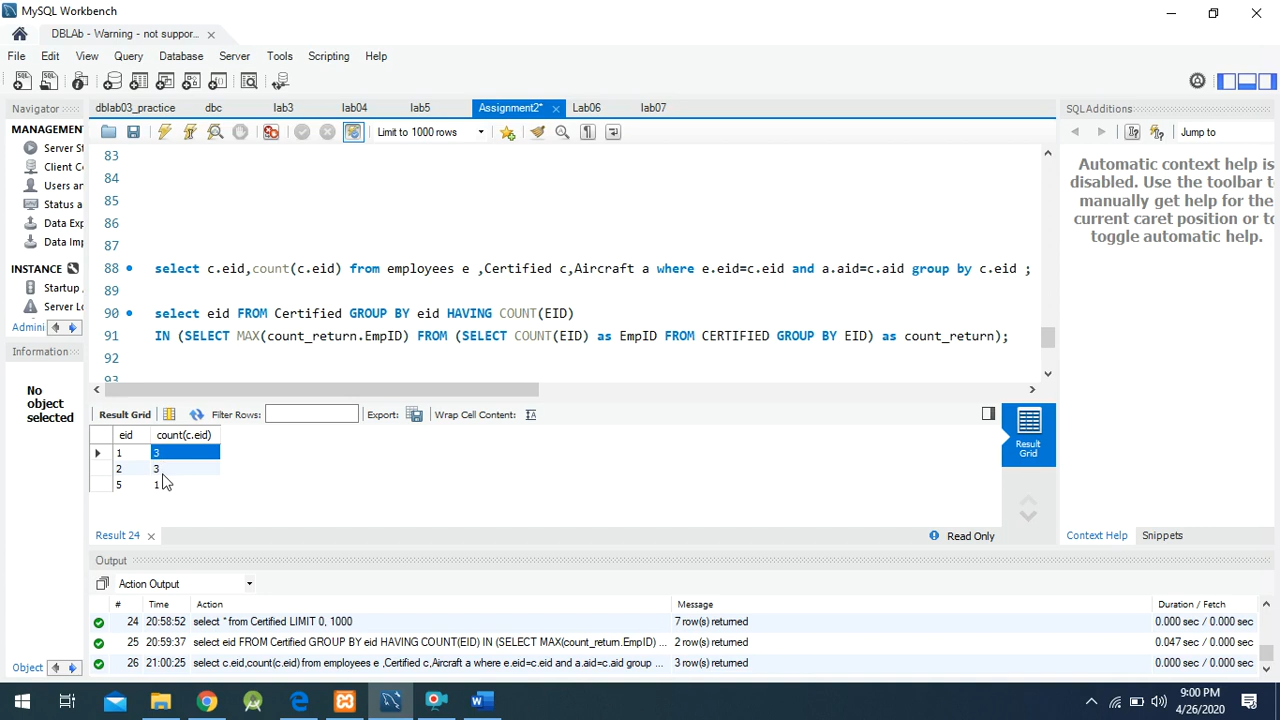 MySQL Workbench
DBLAb - Warning - not suppor... ×
File Edit View Query Database Server Tools Scripting Help
Navigator
dblab03_practice dbc lab3 lab04 lab5 Assignment2* × Lab06 lab07
SQLAdditions
MANAGEMEN
Server St
Client Co
Users an
Status a
Data Exp
Data Imp
INSTANCE
Startup
Server Lo
Admini
Information
No
object
selected
Object
Limit to 1000 rows
Jump to
83
84
85
86
87
88 select c.eid,count(c.eid) from employees e ,Certified c,Aircraft a where e.eid=c.eid and a.aid=c.aid group by c.eid ;
89
90 select eid FROM Certified GROUP BY eid HAVING COUNT(EID)
91 IN (SELECT MAX(count_return.EmpID) FROM (SELECT COUNT(EID) as EmpID FROM CERTIFIED GROUP BY EID) as count_return);
92
93
Automatic context help is
disabled. Use the toolbar t
manually get help for the
current caret position or to
toggle automatic help.
Result Grid Filter Rows: Export: Wrap Cell Content:
eid count(c.eid)
1 3
2 3
5 1
Result
Grid
Result 24 ×
Read Only
Context Help Snippets
Output
Action Output
# Time Action Message Duration / Fetch
24 20:58:52 select * from Certified LIMIT 0, 1000 7 row(s) returned 0.000 sec / 0.000 sec
25 20:59:37 select eid FROM Certified GROUP BY eid HAVING COUNT(EID) IN (SELECT MAX(count_return.EmpID) ... 2 row(s) returned 0.047 sec / 0.000 sec
26 21:00:25 select c.eid,count(c.eid) from employees e ,Certified c,Aircraft a where e.eid=c.eid and a.aid=c.aid group ... 3 row(s) returned 0.000 sec / 0.000 sec
9:00 PM
4/26/2020